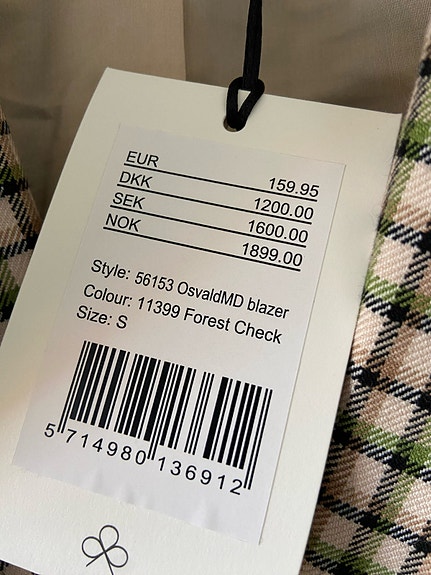 EUR 159.95
DKK 1200.00
SEK 1600.00
NOK 1899.00
Style: 56153 OsvaldMD blazer
Colour: 11399 Forest Check
Size: S
5 714980 136912